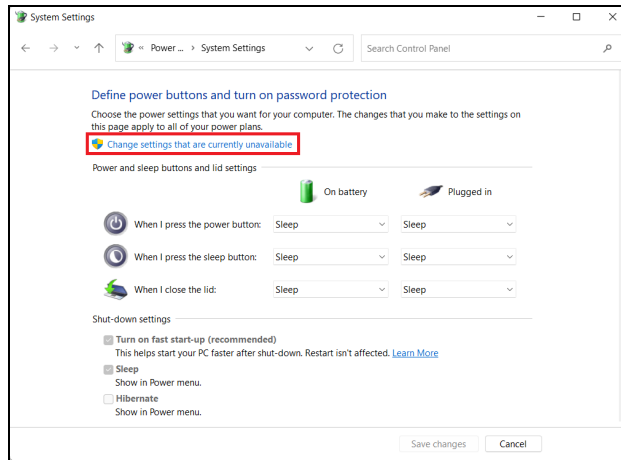 System Settings
« Power ... › System Settings
Search Control Panel
Define power buttons and turn on password protection
Choose the power settings that you want for your computer. The changes that you make to the settings on
this page apply to all of your power plans.
Change settings that are currently unavailable
Power and sleep buttons and lid settings
On battery Plugged in
When I press the power button: Sleep Sleep
When I press the sleep button: Sleep Sleep
When I close the lid: Sleep Sleep
Shut-down settings
Turn on fast start-up (recommended)
This helps start your PC faster after shut-down. Restart isn't affected. Learn More
Sleep
Show in Power menu.
Hibernate
Show in Power menu.
Save changes Cancel